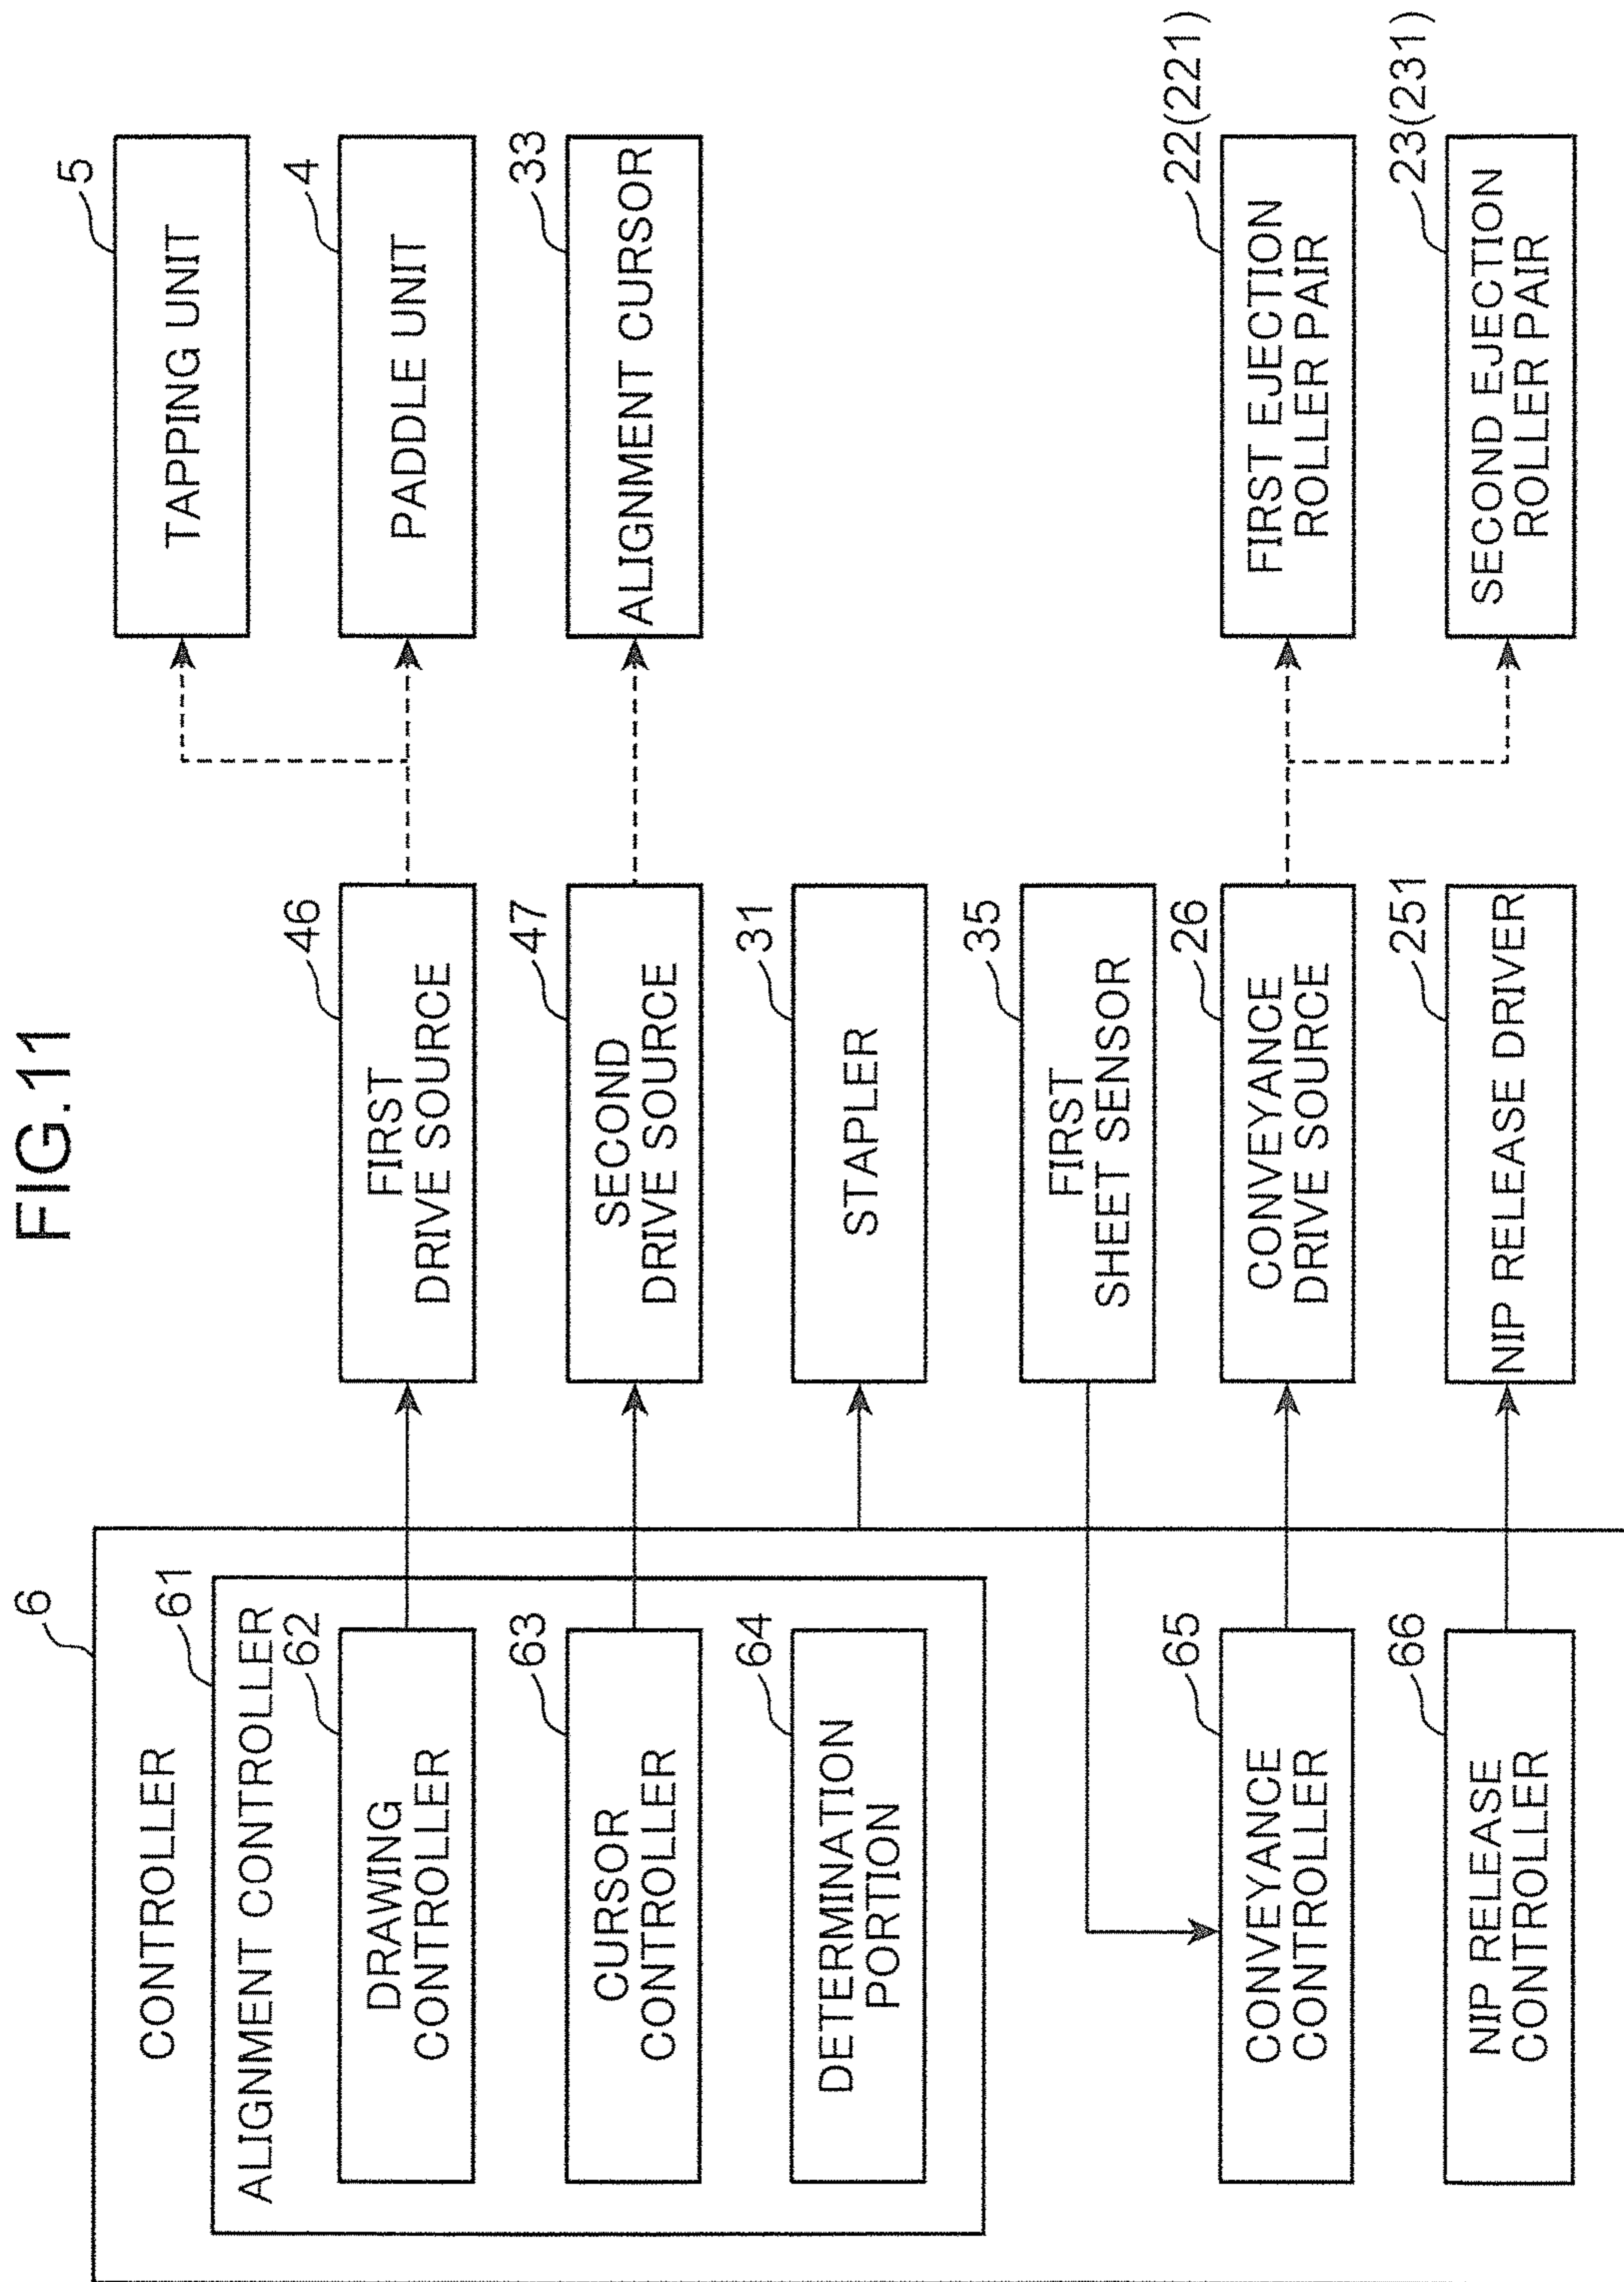 FIG.11
6
CONTROLLER
61
ALIGNMENT CONTROLLER
62
DRAWING
CONTROLLER
63
CURSOR
CONTROLLER
64
DETERMINATION
PORTION
65
CONVEYANCE
CONTROLLER
66
NIP RELEASE
CONTROLLER
46
FIRST
DRIVE SOURCE
47
SECOND
DRIVE SOURCE
31
STAPLER
35
FIRST
SHEET SENSOR
26
CONVEYANCE
DRIVE SOURCE
251
NIP RELEASE DRIVER
5
TAPPING UNIT
4
PADDLE UNIT
33
ALIGNMENT CURSOR
22(221)
FIRST EJECTION
ROLLER PAIR
23(231)
SECOND EJECTION
ROLLER PAIR